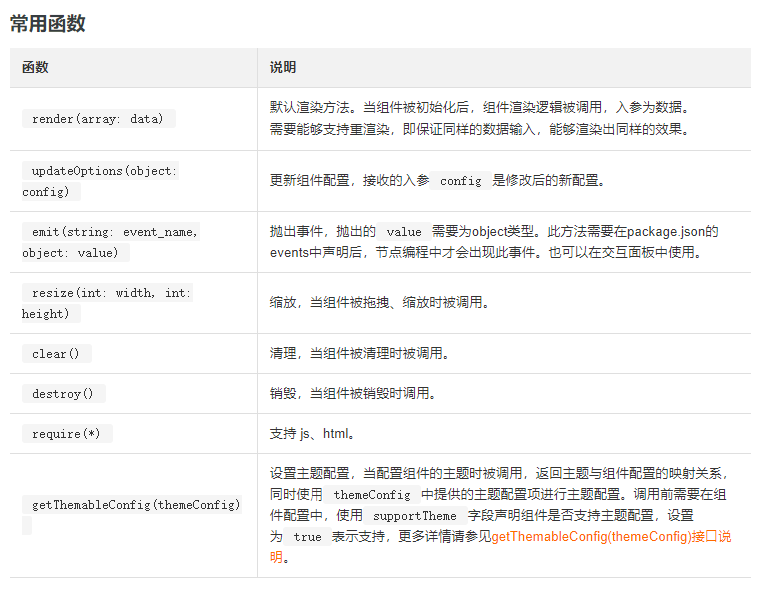 常用函数
函数
说明
render(array: data)
默认渲染方法。当组件被初始化后，组件渲染逻辑被调用，入参为数据。
需要能够支持重渲染，即保证同样的数据输入，能够渲染出同样的效果。
updateOptions(object:
config)
更新组件配置，接收的入参 config 是修改后的新配置。
emit(string: event_name,
object: value)
抛出事件，抛出的 value 需要为object类型。此方法需要在package.json的
events中声明后，节点编程中才会出现此事件。也可以在交互面板中使用。
resize(int: width, int:
height)
缩放，当组件被拖拽、缩放时被调用。
clear()
清理，当组件被清理时被调用。
destroy()
销毁，当组件被销毁时调用。
require(*)
支持 js、html。
getThemableConfig(themeConfig)
设置主题配置，当配置组件的主题时被调用，返回主题与组件配置的映射关系，
同时使用 themeConfig 中提供的主题配置项进行主题配置。调用前需要在组
件配置中，使用 supportTheme 字段声明组件是否支持主题配置，设置
为 true 表示支持，更多详情请参见getThemableConfig(themeConfig)接口说
明。